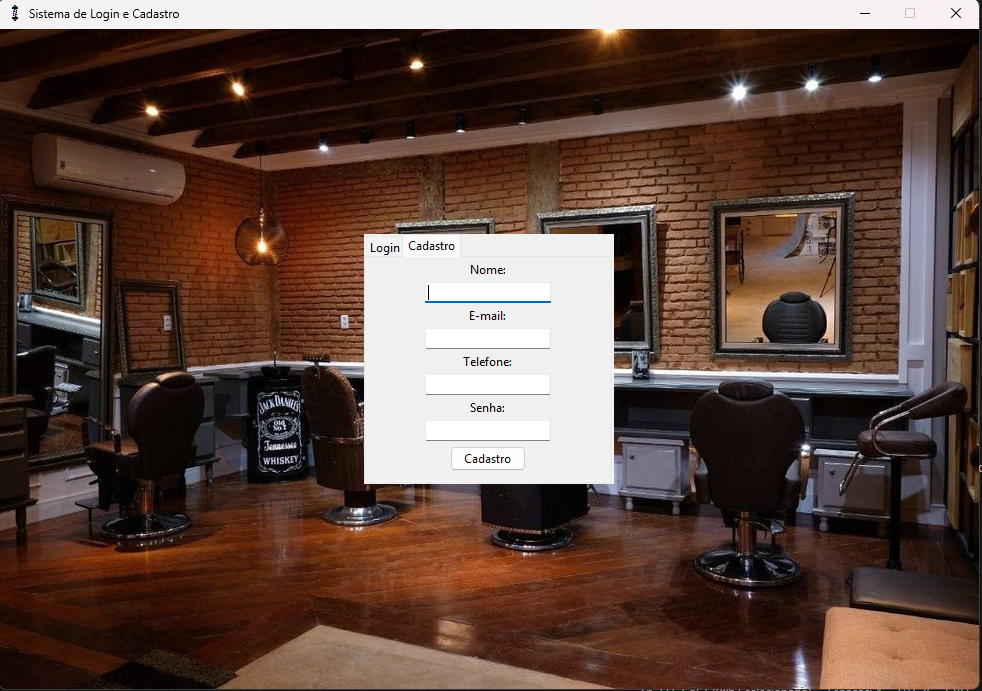 Sistema de Login e Cadastro
Login
Cadastro
Nome:
E-mail:
Telefone:
Senha:
Cadastro
JACK DANIEL'S
OLD
No. 7
Tennessee
WHISKEY